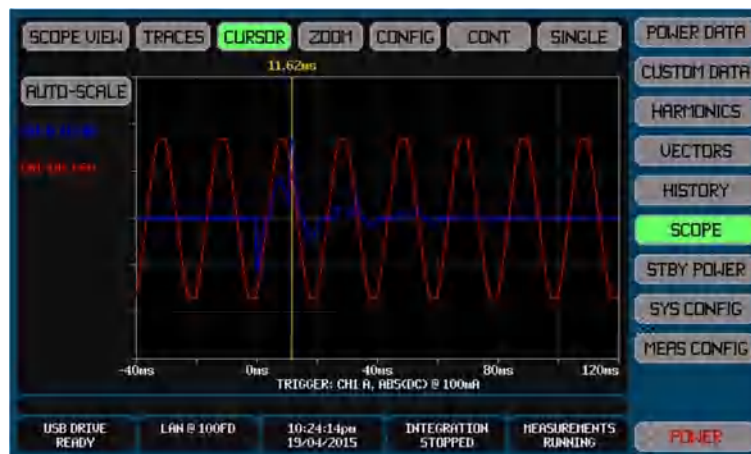 SCOPE VIEW TRACES CURSOR ZOOM CONFIG CONT SINGLE POWER DATA
11.62ms
CUSTOM DATA
AUTO-SCALE
HARMONICS
VECTORS
HISTORY
SCOPE
STBY POWER
SYS CONFIG
MEAS CONFIG
-40ms 0ms 40ms 80ms 120ms
TRIGGER: CH1 A, ABS(DC) @ 100mA
USB DRIVE LAN @ 100FD 10:24:14pm INTEGRATION MEASUREMENTS
READY 19/04/2015 STOPPED RUNNING
POWER